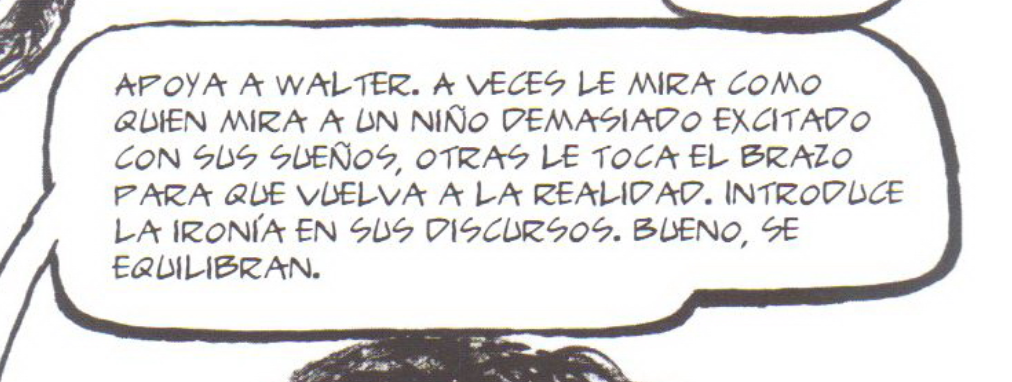 APOYA A WALTER. A VECES LE MIRA COMO
QUIEN MIRA A UN NIÑO DEMASIADO EXCITADO
CON SUS SUEÑOS, OTRAS LE TOCA EL BRAZO
PARA QUE VUELVA A LA REALIDAD. INTRODUCE
LA IRONÍA EN SUS DISCURSOS. BUENO, SE
EQUILIBRAN.